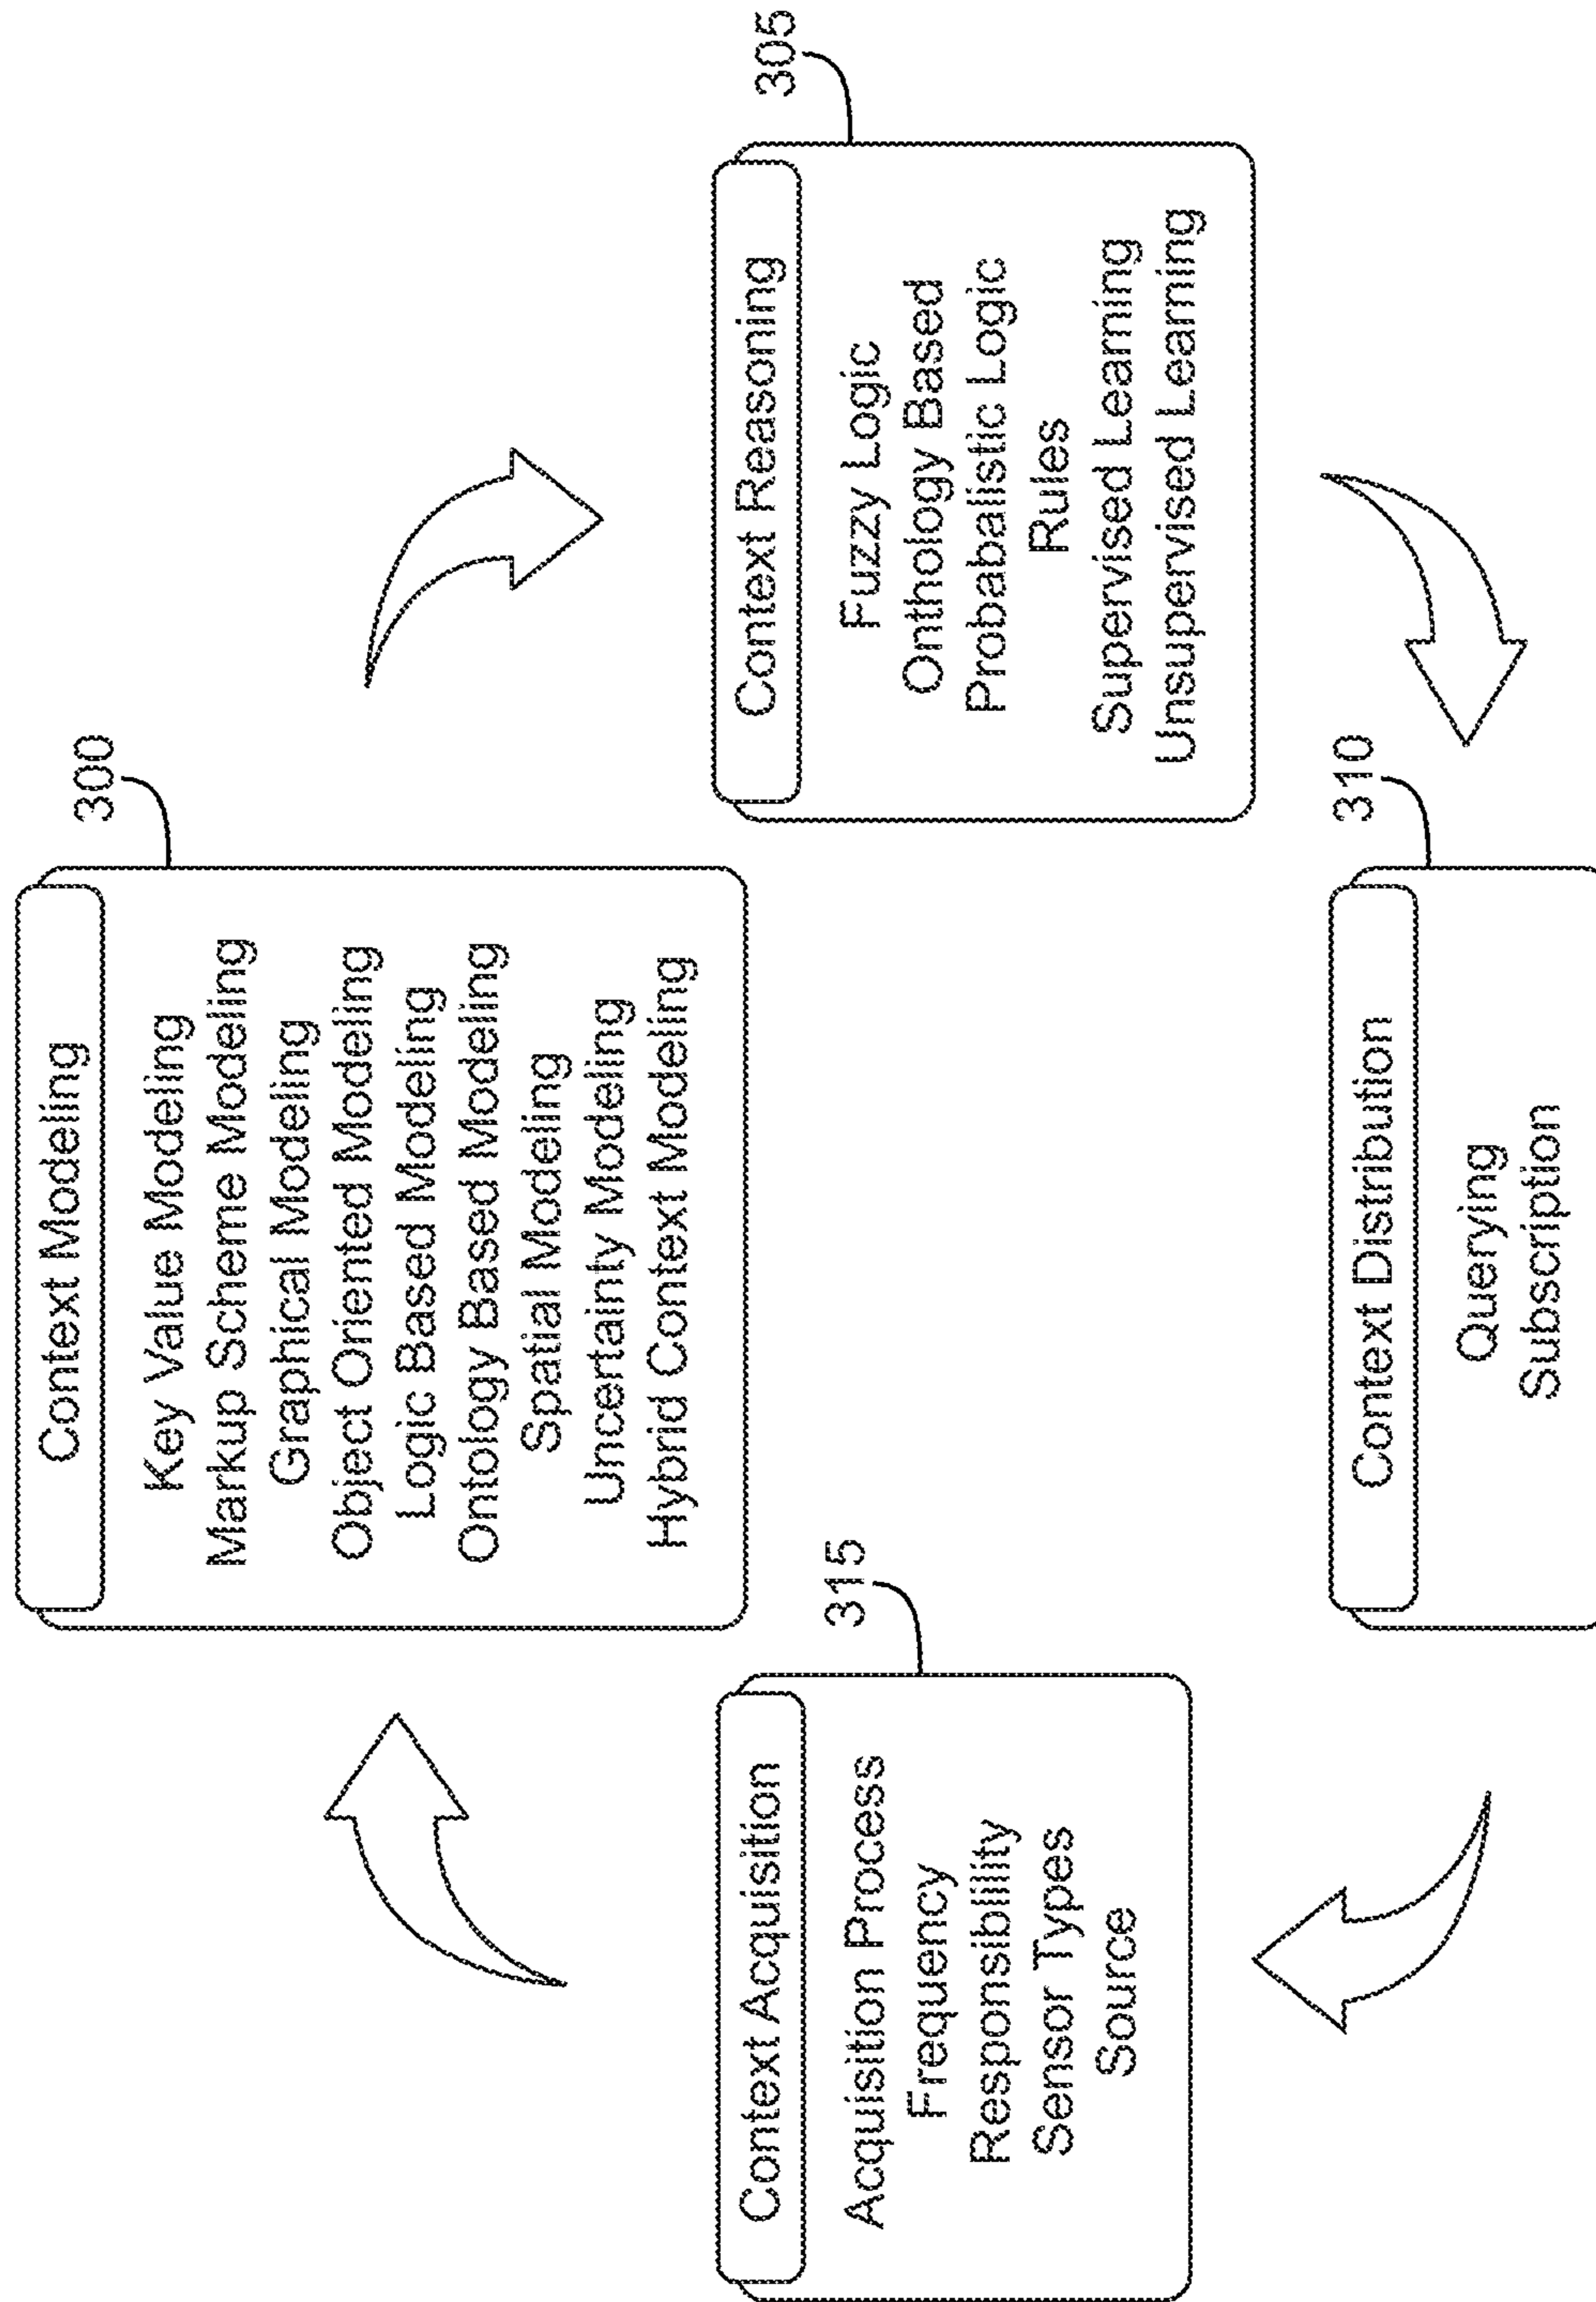 300
Context Modeling
Key Value Modeling
Markup Scheme Modeling
Graphical Modeling
Object Oriented Modeling
Logic Based Modeling
Ontology Based Modeling
Spatial Modeling
Uncertainty Modeling
Hybrid Context Modeling
305
Context Reasoning
Fuzzy Logic
Onthology Based
Probabalistic Logic
Rules
Supervised Learning
Unsupervised Learning
310
Context Distribution
Querying
Subscription
315
Context Acquisition
Acquisition Process
Frequency
Responsibility
Sensor Types
Source